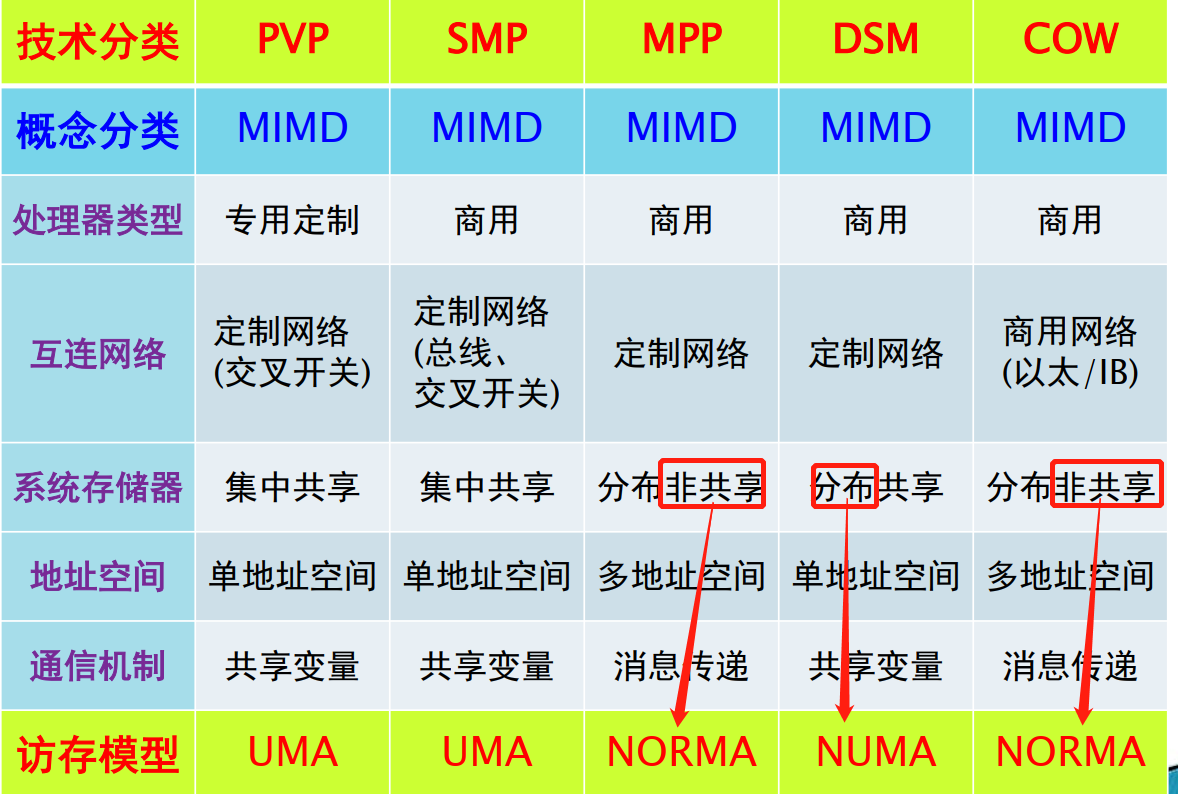 技术分类 PVP SMP MPP DSM COW
概念分类 MIMD MIMD MIMD MIMD MIMD
处理器类型 专用定制 商用 商用 商用 商用
互连网络
定制网络
(交叉开关)
定制网络
(总线、
交叉开关)
定制网络
定制网络
商用网络
(以太/IB)
系统存储器 集中共享 集中共享 分布非共享 分布共享 分布非共享
地址空间 单地址空间 单地址空间 多地址空间 单地址空间 多地址空间
通信机制 共享变量 共享变量 消息传递 共享变量 消息传递
访存模型 UMA UMA NORMA NUMA NORMA